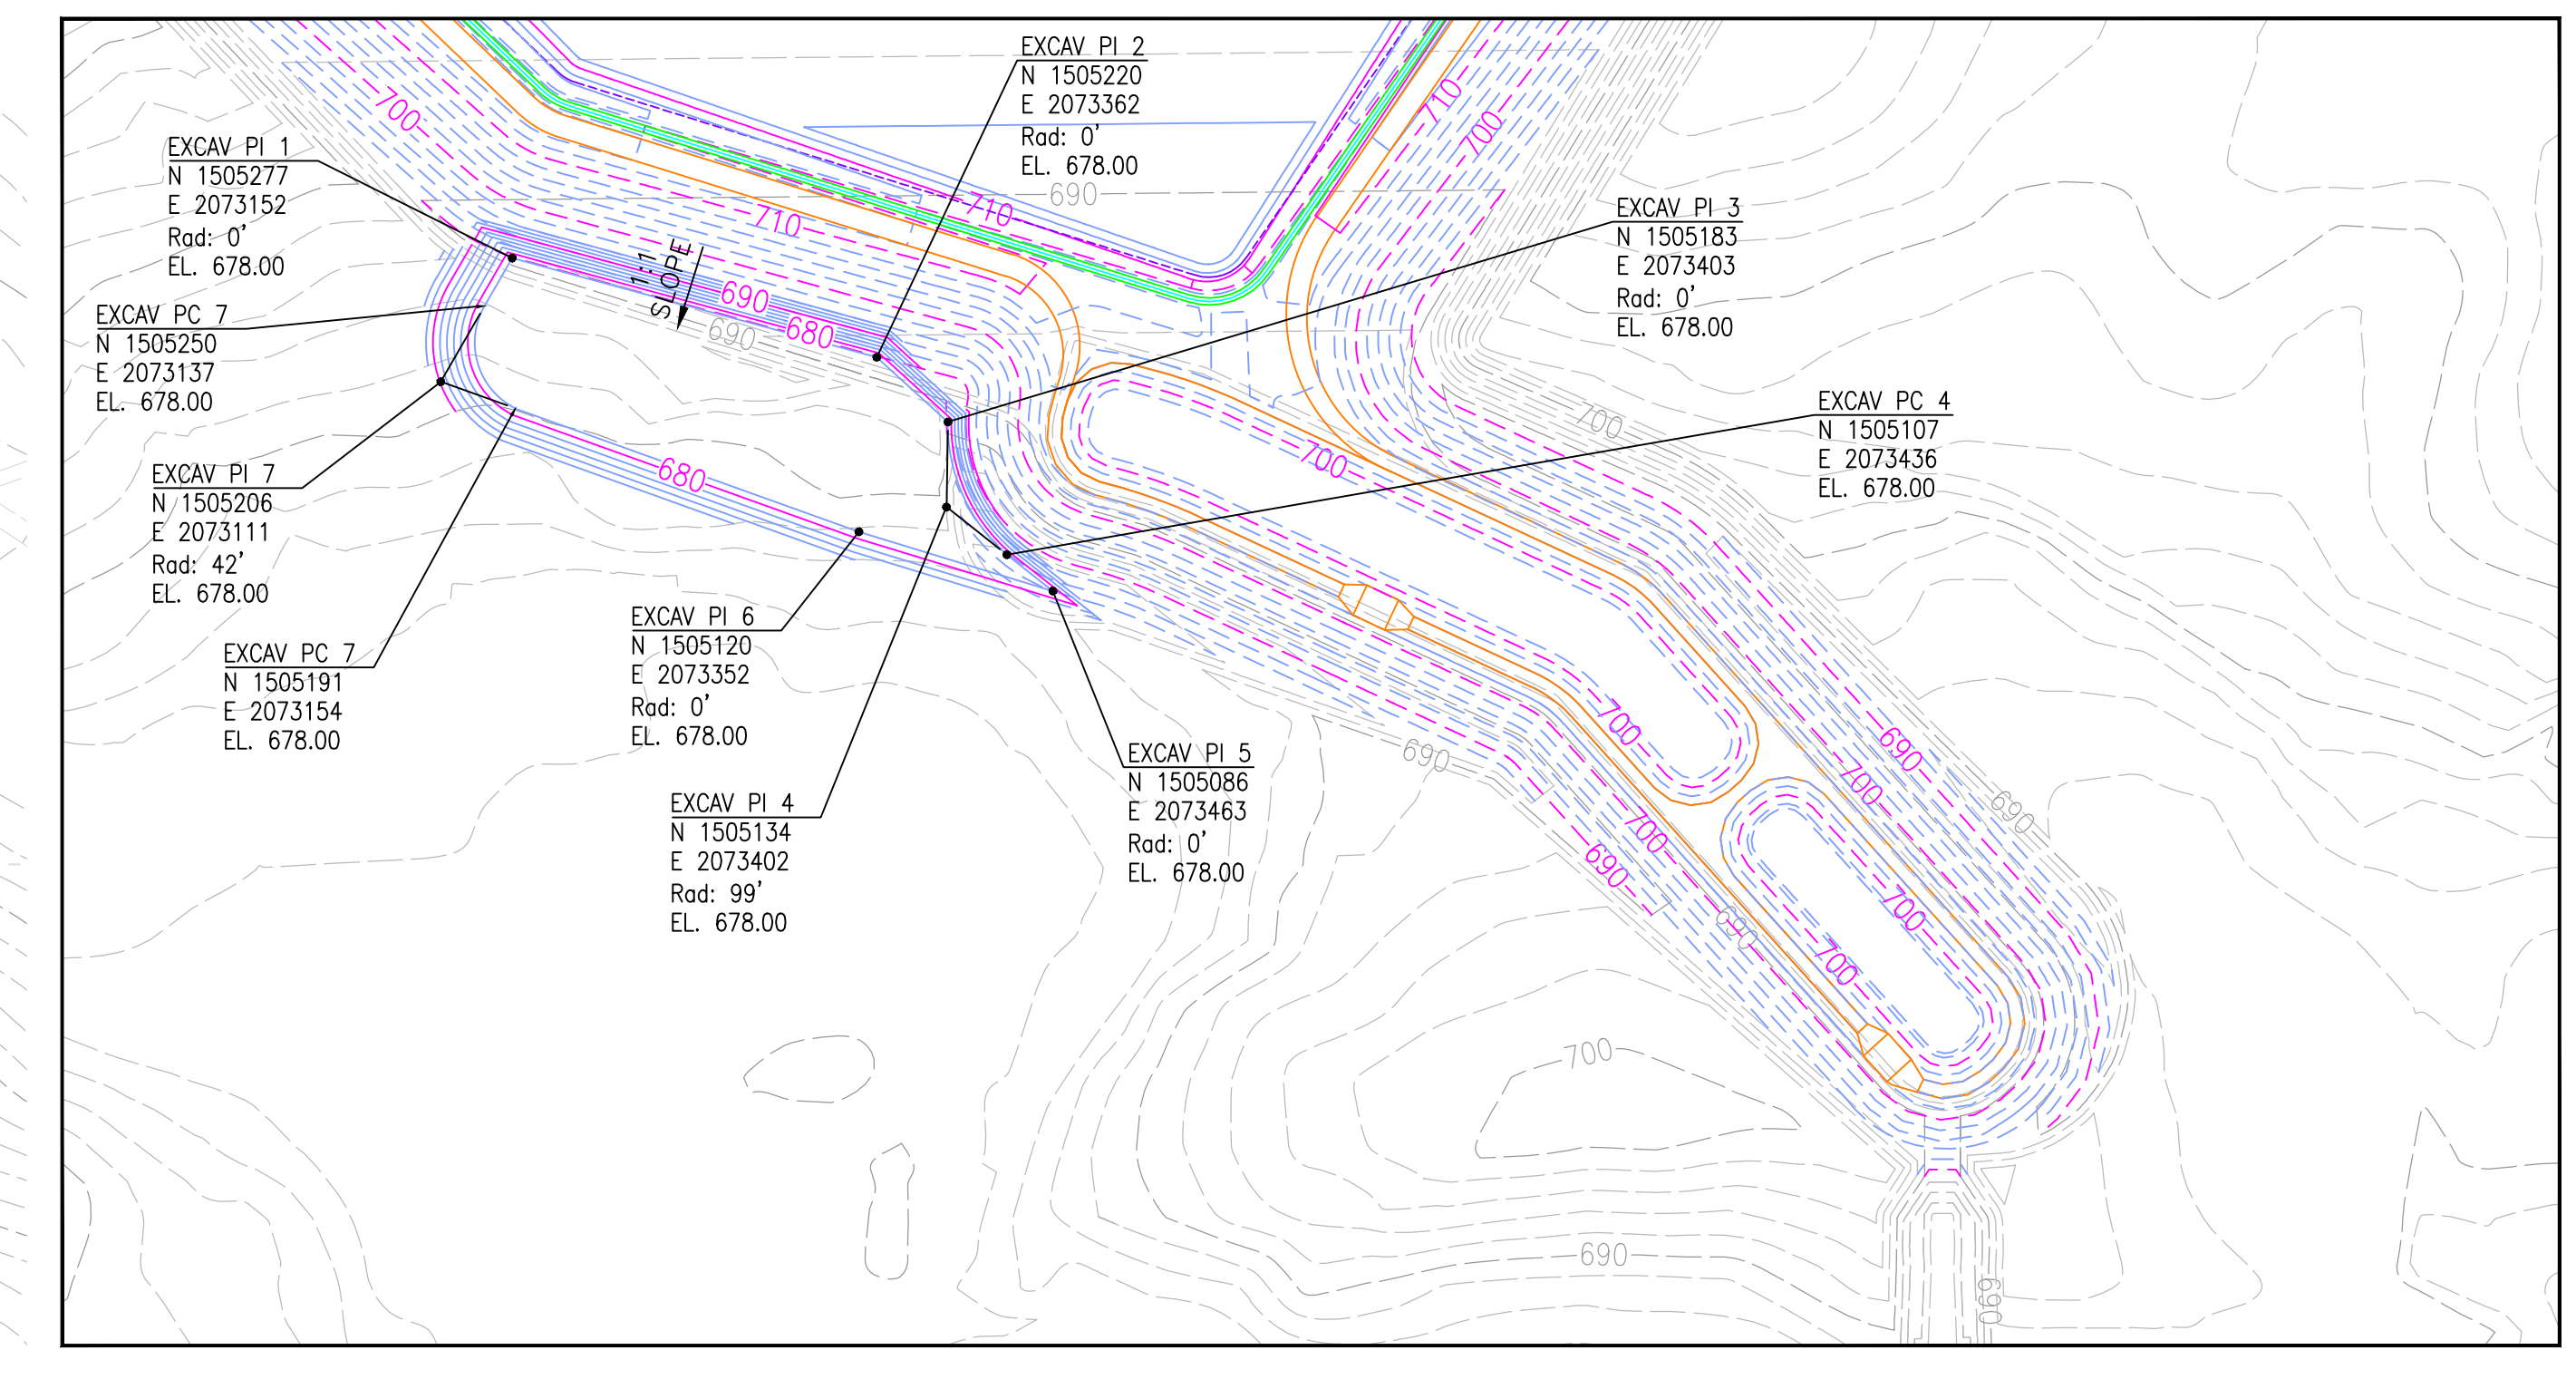 EXCAV PI 2
N 1505220
E 2073362
Rad: 0'
EL. 678.00
EXCAV PI 1
N 1505277
E 2073152
Rad: 0'
EL. 678.00
EXCAV PI 3
N 1505183
E 2073403
Rad: 0'
EL. 678.00
EXCAV PC 7
N 1505250
E 2073137
EL. 678.00
EXCAV PC 4
N 1505107
E 2073436
EL. 678.00
EXCAV PI 7
N 1505206
E 2073111
Rad: 42'
EL. 678.00
EXCAV PI 6
N 1505120
E 2073352
Rad: 0'
EL. 678.00
EXCAV PC 7
N 1505191
E 2073154
EL. 678.00
EXCAV PI 5
N 1505086
E 2073463
Rad: 0'
EL. 678.00
EXCAV PI 4
N 1505134
E 2073402
Rad: 99'
EL. 678.00
1:1
SLOPE
700
710
710
690
710
700
690
680
690
680
700
700
700
690
690
700
700
690
700
690
690
700
700
700
690
690